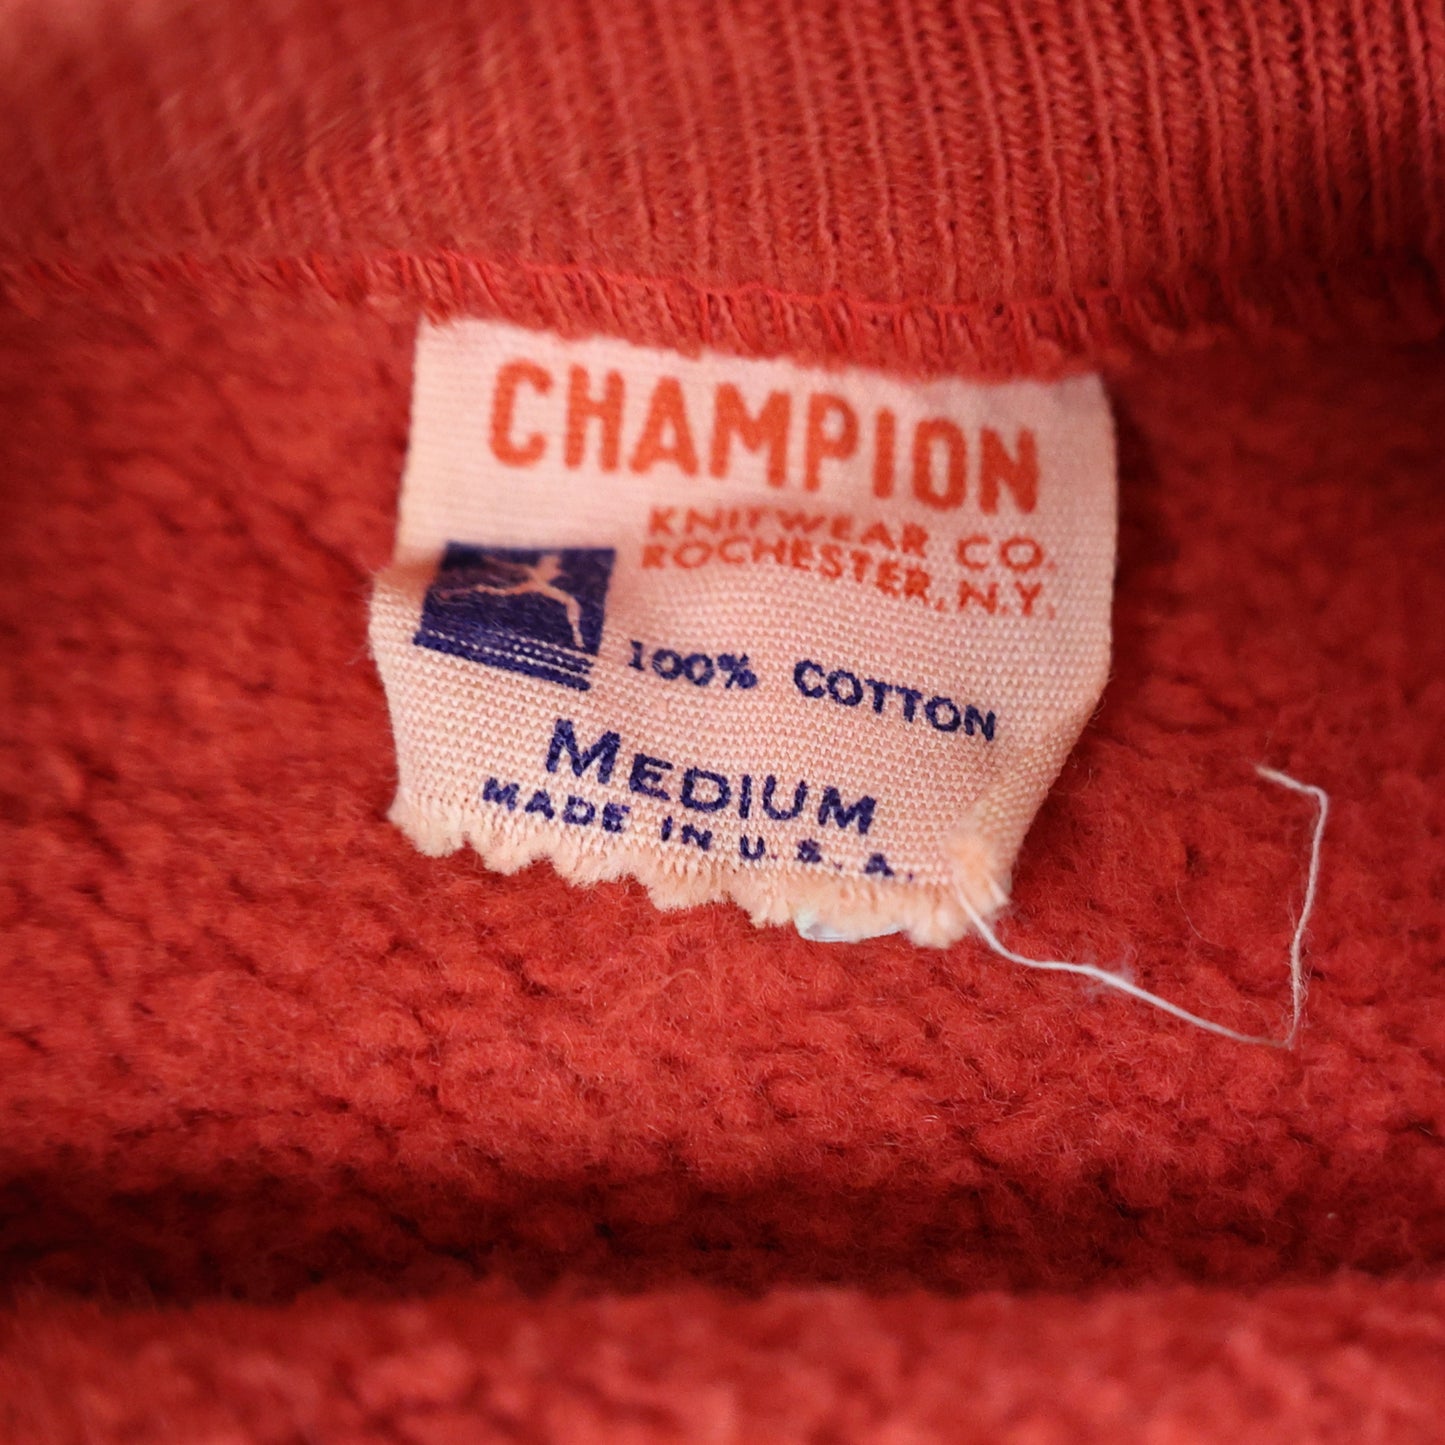 CHAMPION
KNITWEAR CO.
ROCHESTER, N.Y.
100% COTTON
MEDIUM
MADE IN U.S.A.